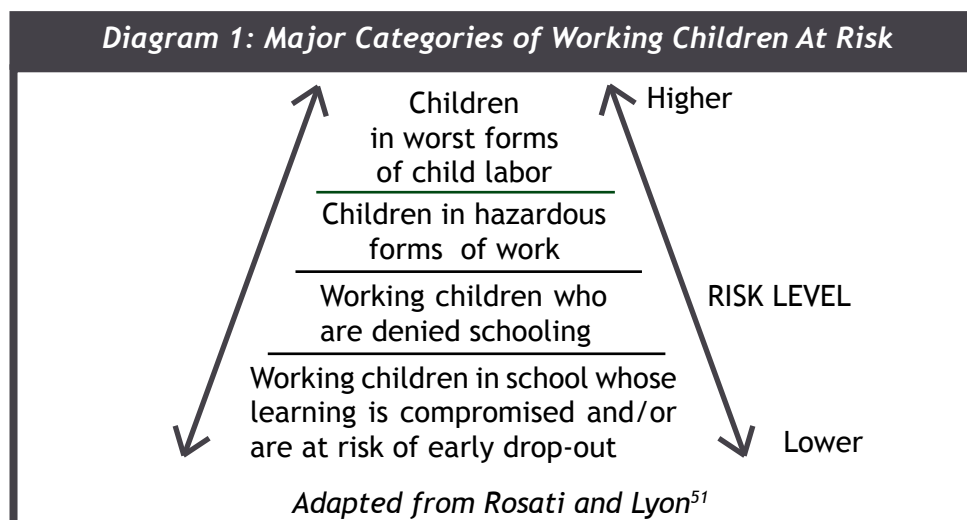 Diagram 1: Major Categories of Working Children At Risk
Children
in worst forms
of child labor
Higher
Children in hazardous
forms of work
Working children who
are denied schooling
RISK LEVEL
Working children in school whose
learning is compromised and/or
are at risk of early drop-out
Lower
Adapted from Rosati and Lyon51